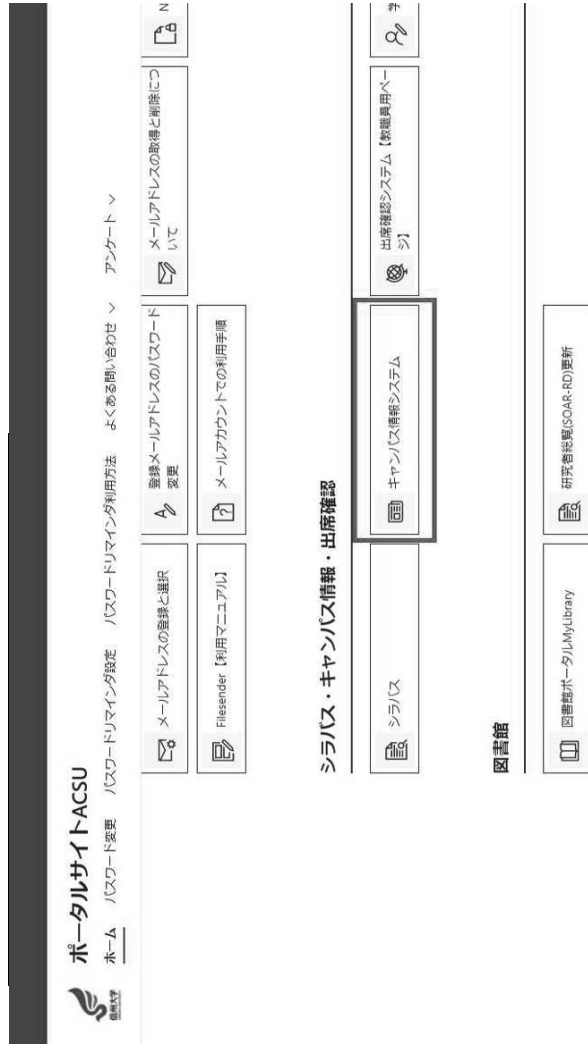 信州大学
ポータルサイトACSU
ホーム パスワード変更 パスワードリマインダ設定 パスワードリマインダ利用方法 よくある問い合わせ アンケート
メールアドレスの登録と選択
登録メールアドレスのパスワード
変更
メールアドレスの取得と削除につ
いて
N
Filesender【利用マニュアル】
メールアカウントでの利用手順
シラバス・キャンパス情報・出席確認
シラバス
キャンパス情報システム
出席確認システム【教職員用ペー
ジ】
学
図書館
図書館ポータルMyLibrary
研究者総覧(SOAR-RD)更新